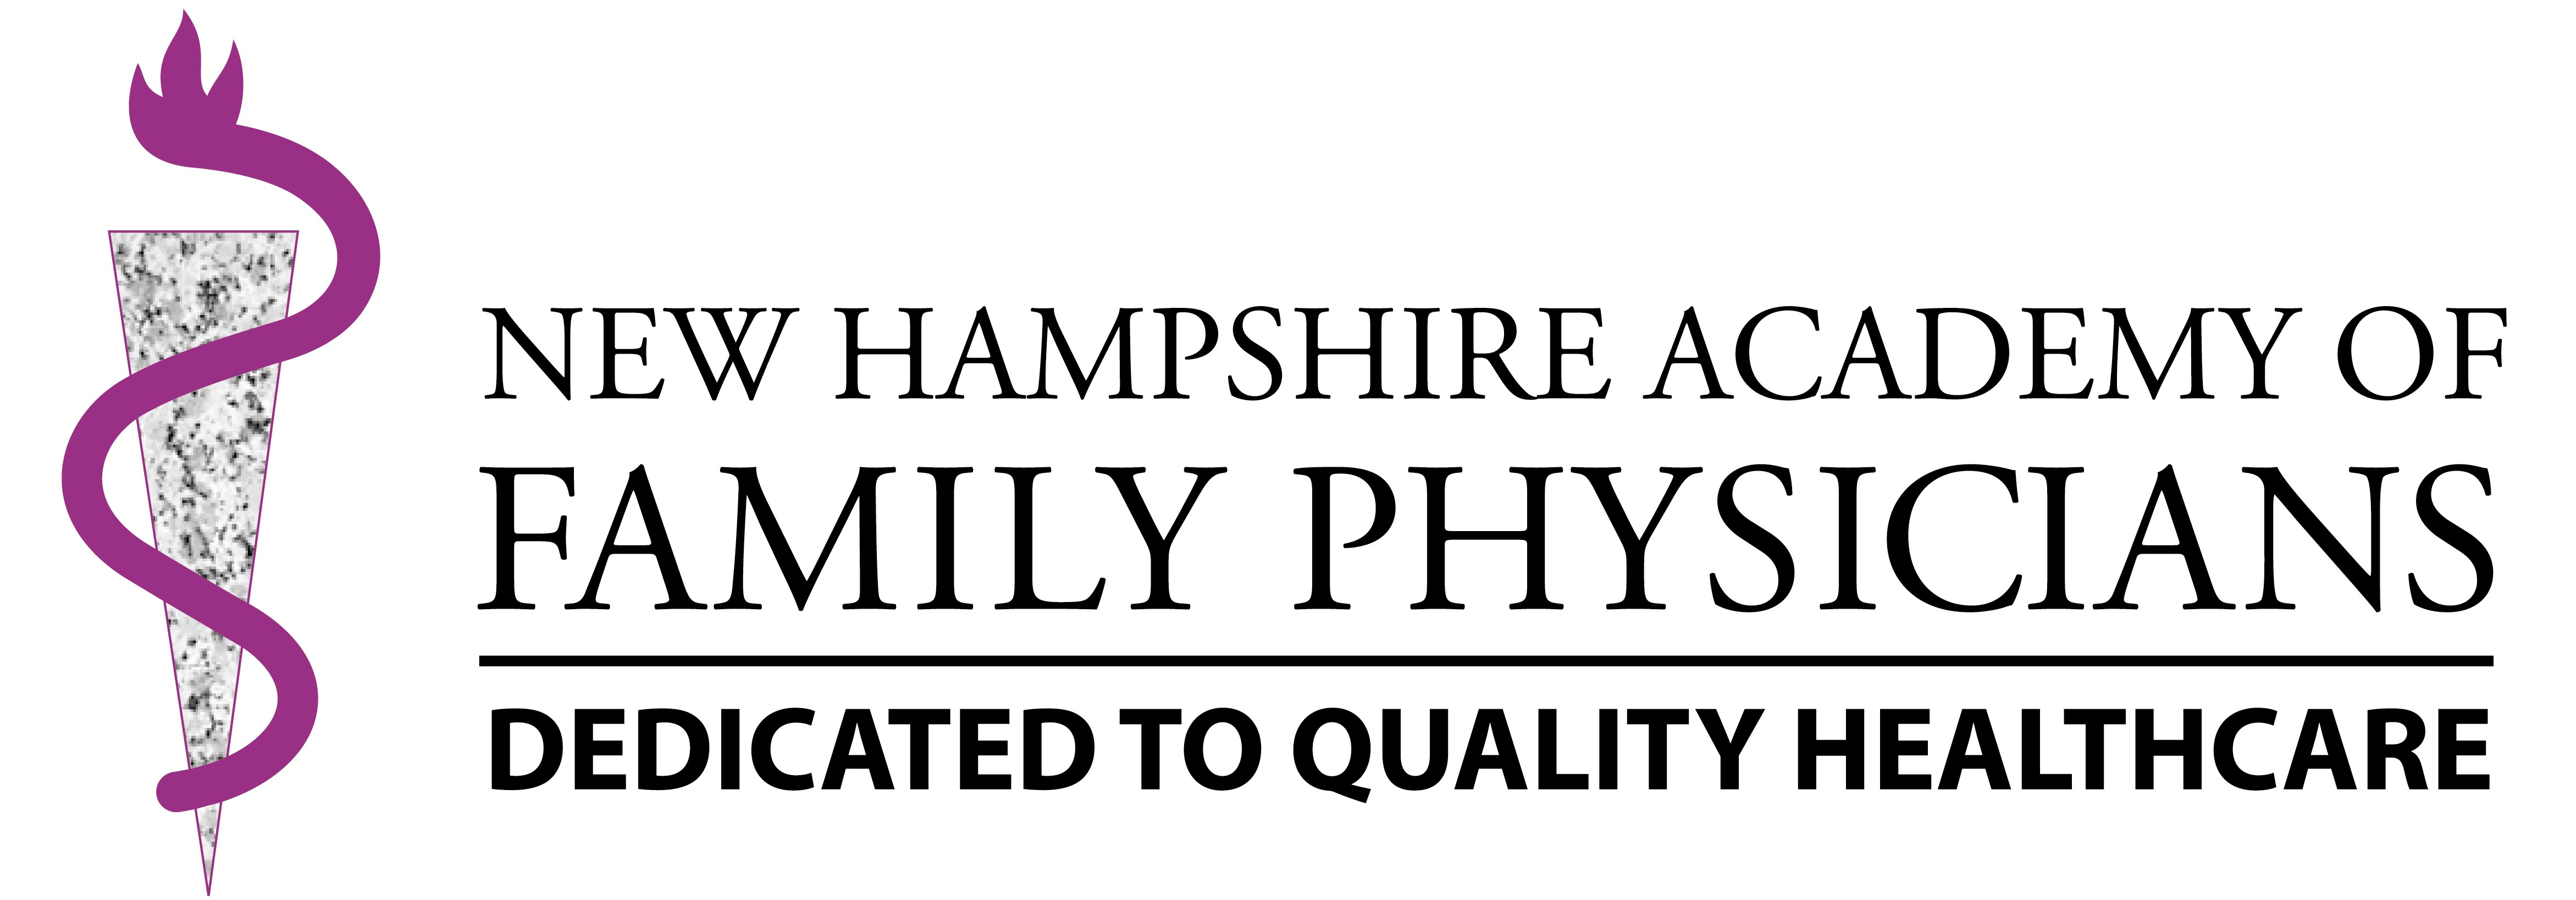 NEW HAMPSHIRE ACADEMY OF
FAMILY PHYSICIANS
DEDICATED TO QUALITY HEALTHCARE